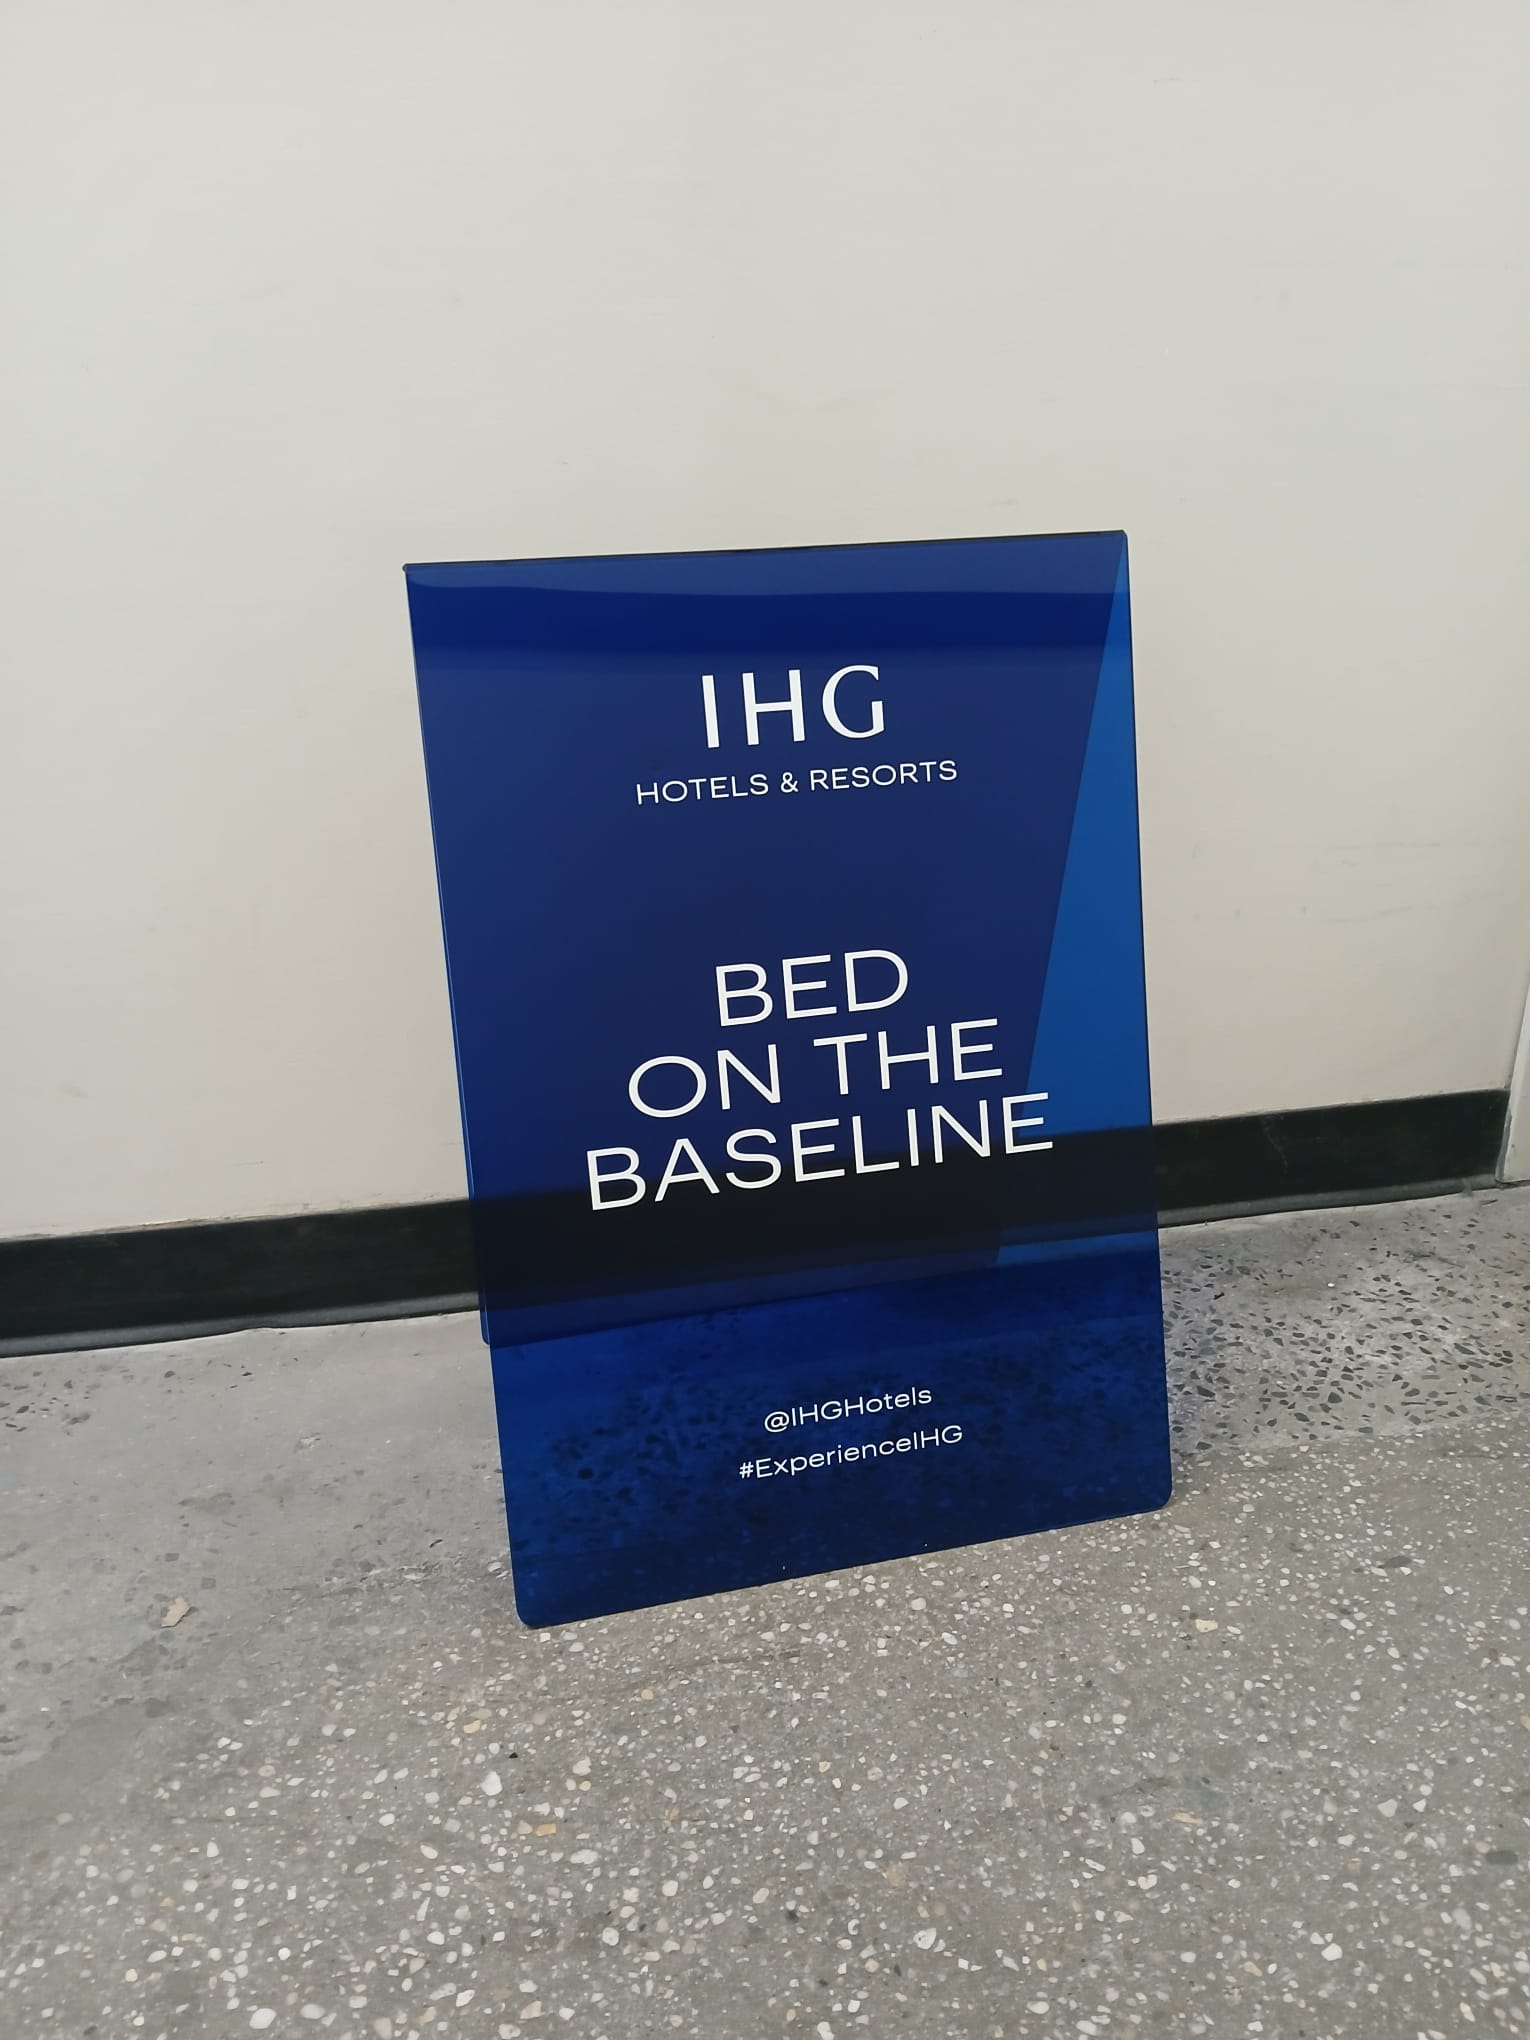 IHG
HOTELS & RESORTS
BED
ON THE
BASELINE
@IHGHotels
#ExperienceIHG